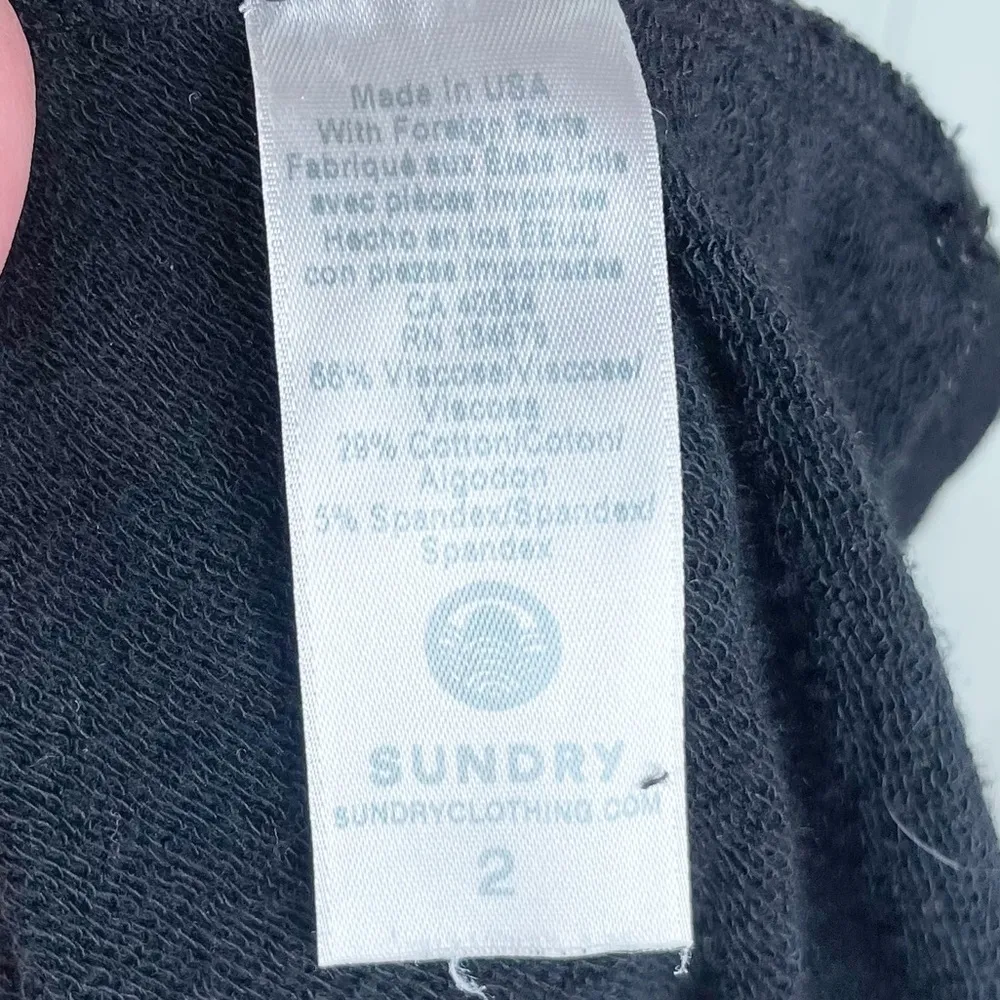 Made in USA
With Foreign Parts
Fabriqué aux États-Unis
avec pièces importées
Hecho en los EEUU
con piezas importadas
CA
RN
66% Viscose/Viscose/
Viscosa
29% Cotton/Coton/
Algodon
5% Spandex/Spandex/
Spandex
SUNDRY
SUNDRYCLOTHING.COM
2